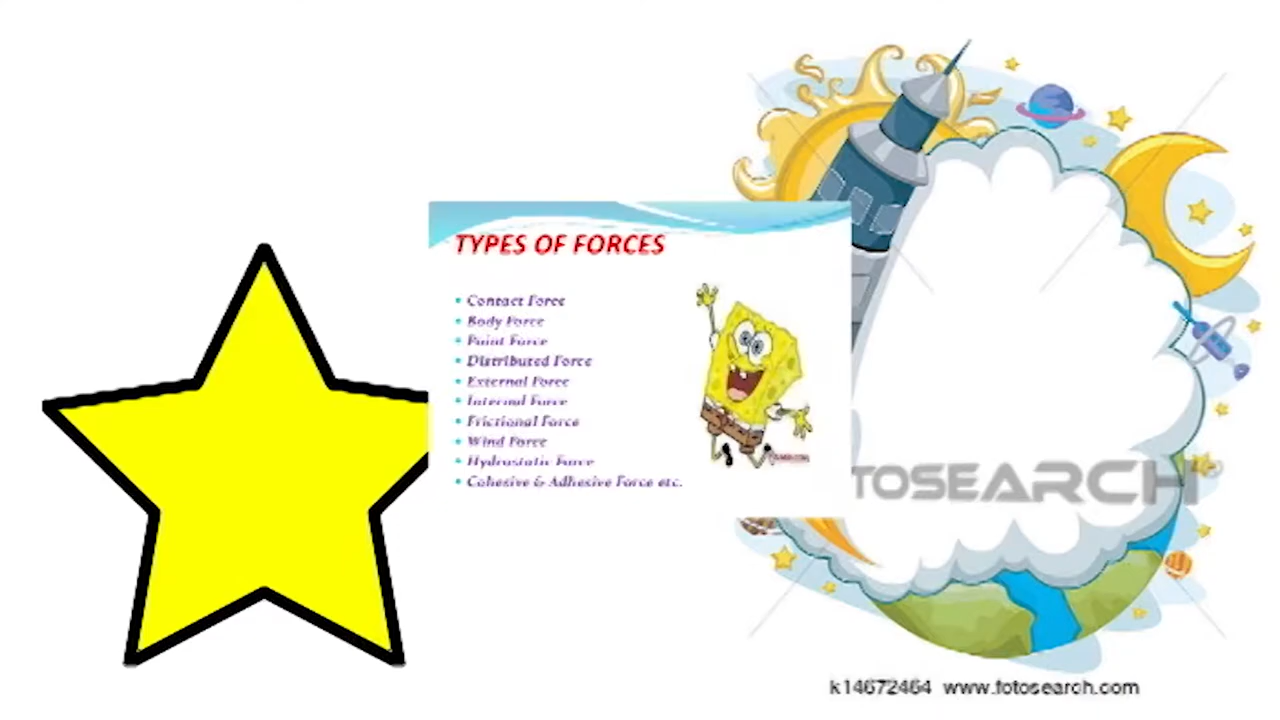 TYPES OF FORCES
• Contact Force
• Body Force
• Point Force
• Distributed Force
• External Force
• Internal Force
• Frictional Force
• Wind Force
• Hydrostatic Force
• Cohesive & Adhesive Force etc.
TOSEARCH
k14672464 www.fotosearch.com